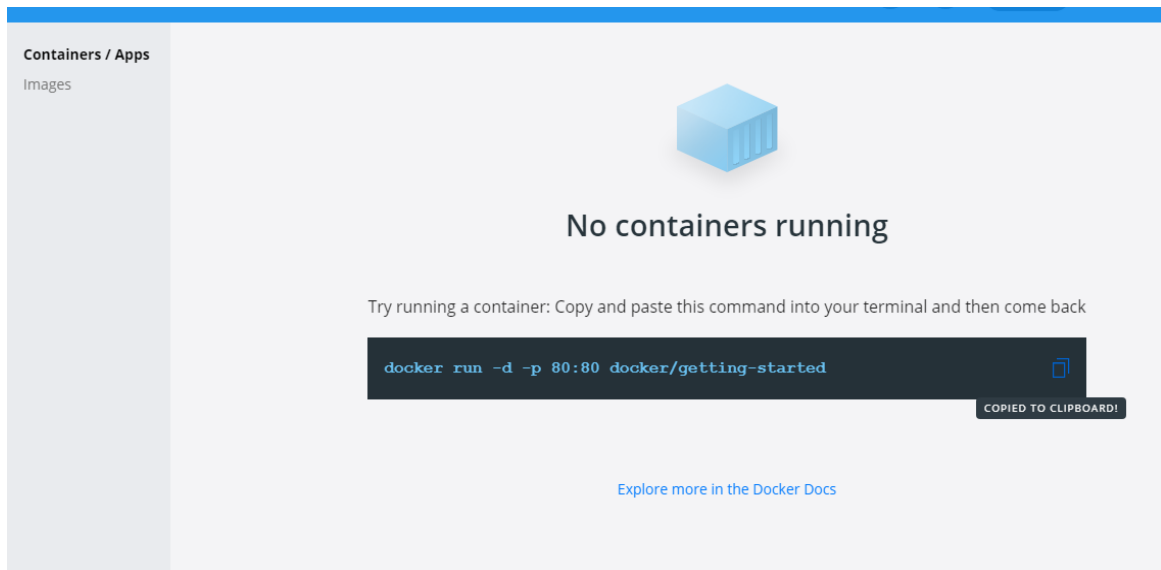 Containers / Apps
Images
No containers running
Try running a container: Copy and paste this command into your terminal and then come back
docker run -d -p 80:80 docker/getting-started
COPIED TO CLIPBOARD!
Explore more in the Docker Docs